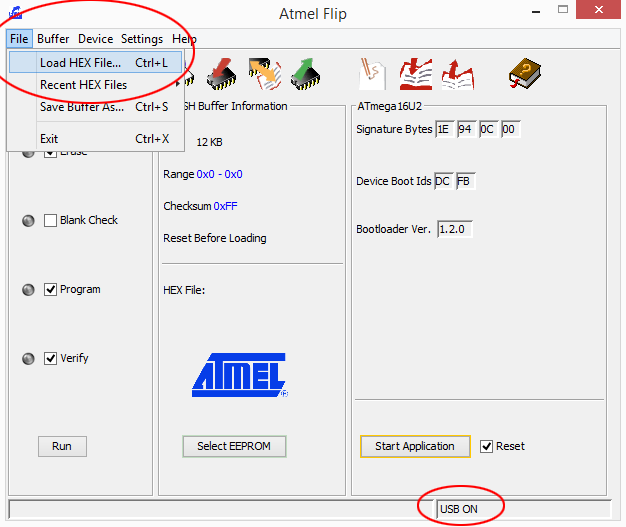 Atmel Flip
File Buffer Device Settings Help
Load HEX File... Ctrl+L
Recent HEX Files
Save Buffer As... Ctrl+S
Exit Ctrl+X
Erase
Blank Check
Program
Verify
Run
SH Buffer Information
12 KB
Range 0x0 - 0x0
Checksum 0xFF
Reset Before Loading
HEX File:
ATMEL
Select EEPROM
ATmega16U2
Signature Bytes 1E 94 0C 00
Device Boot Ids DC FB
Bootloader Ver. 1.2.0
Start Application Reset
USB ON